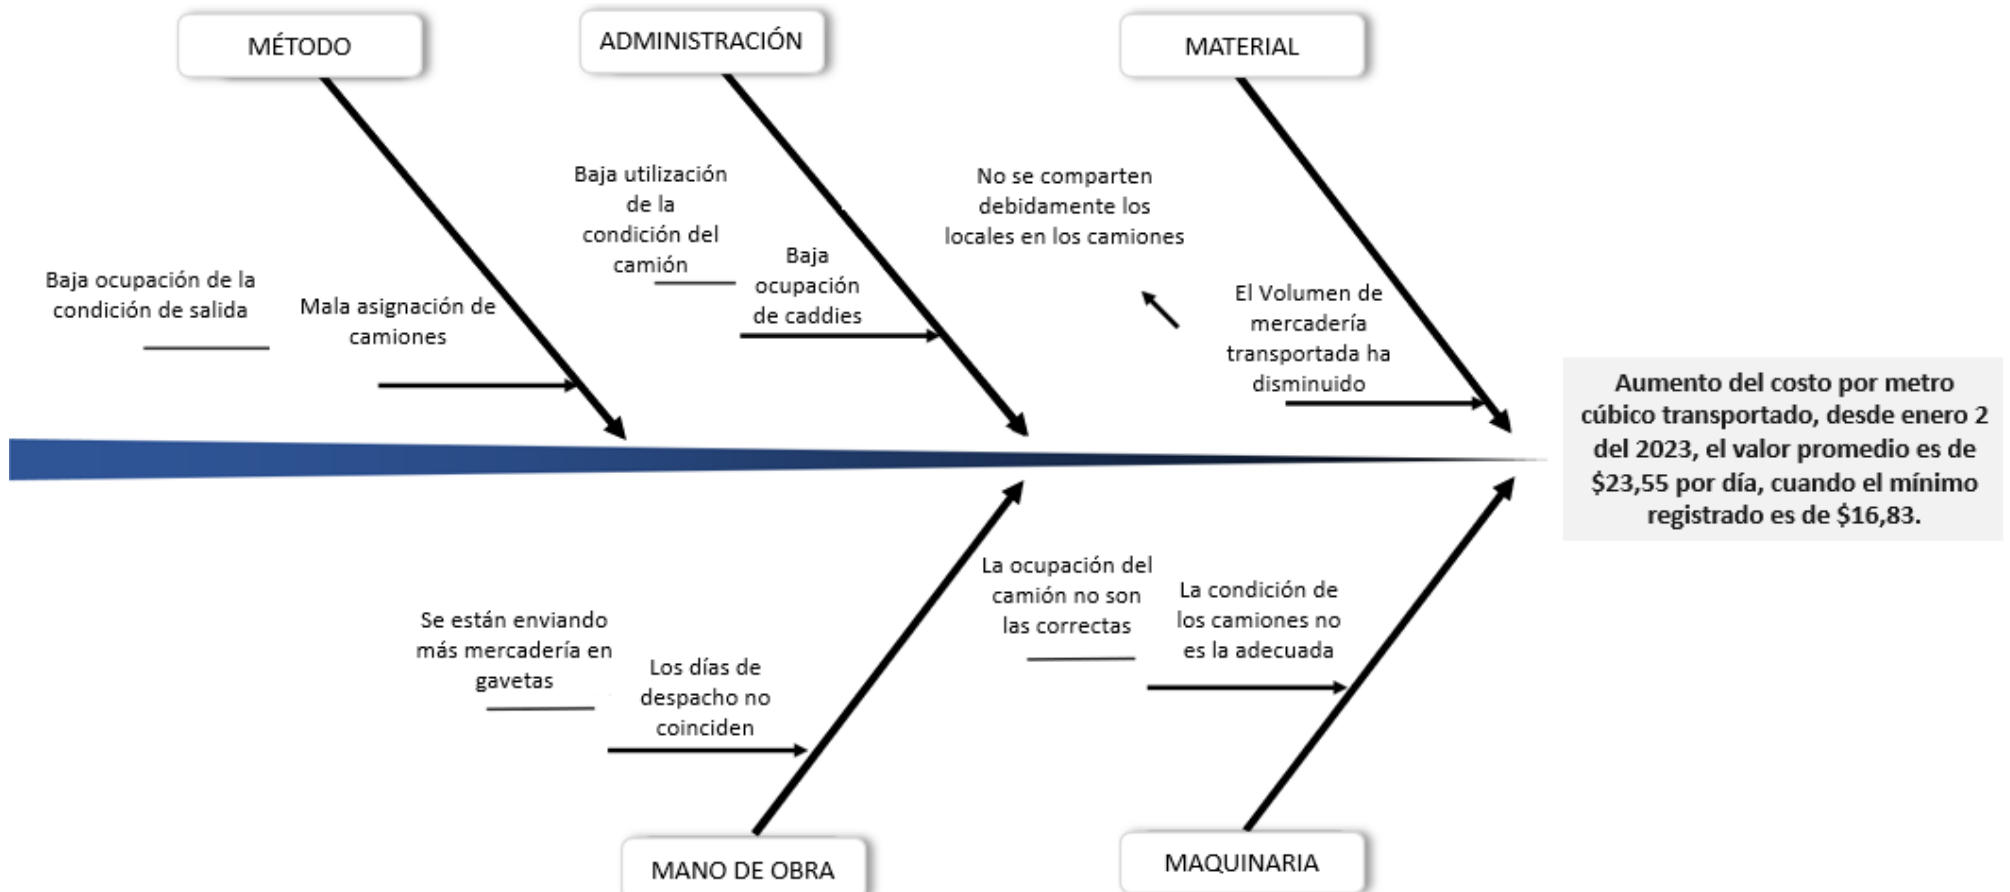 MÉTODO
ADMINISTRACIÓN
MATERIAL
Baja ocupación de la
condición de salida
Mala asignación de
camiones
Baja utilización
de la
condición del
camión
Baja
ocupación
de caddies
No se comparten
debidamente los
locales en los camiones
El Volumen de
mercadería
transportada ha
disminuido
Aumento del costo por metro
cúbico transportado, desde enero 2
del 2023, el valor promedio es de
$23,55 por día, cuando el mínimo
registrado es de $16,83.
Se están enviando
más mercadería en
gavetas
Los días de
despacho no
coinciden
La ocupación del
camión no son
las correctas
La condición de
los camiones no
es la adecuada
MANO DE OBRA
MAQUINARIA